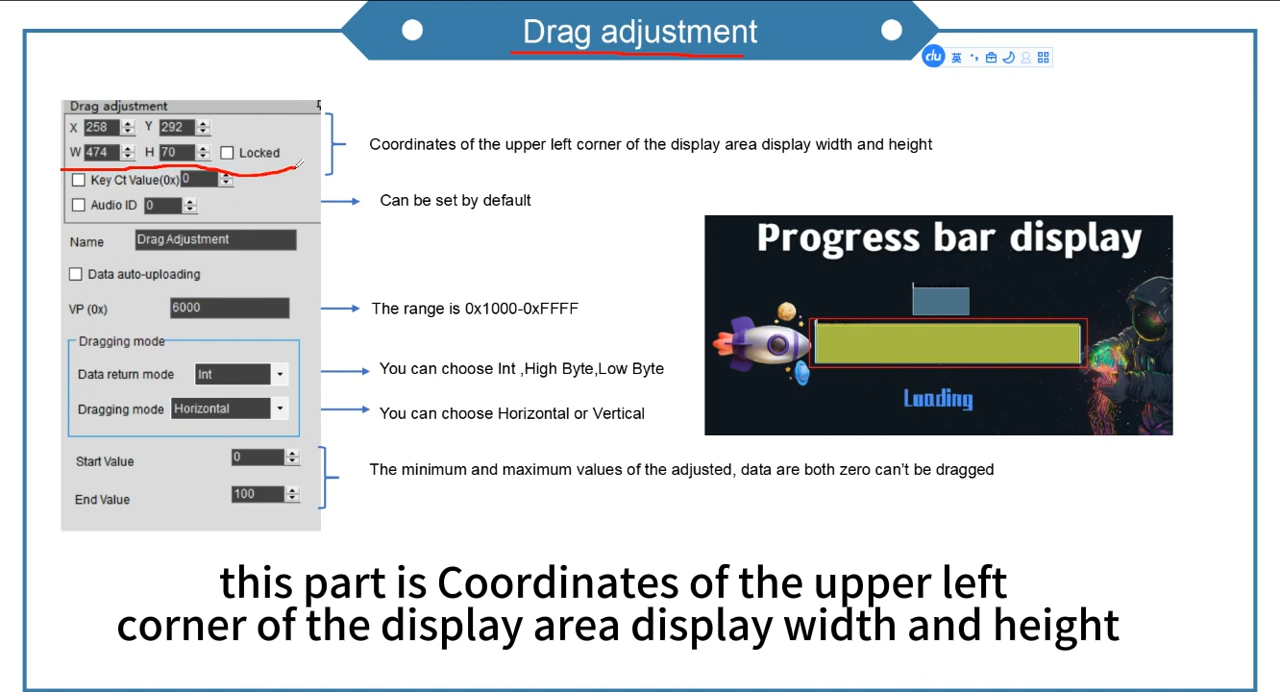 Drag adjustment
英
Drag adjustment
X 258 Y 292
W 474 H 70 Locked
Coordinates of the upper left corner of the display area display width and height
Key Ct Value(0x) 0
Audio ID 0
Can be set by default
Name Drag Adjustment
Data auto-uploading
VP (0x) 6000
The range is 0x1000-0xFFFF
Dragging mode
Data return mode Int
You can choose Int ,High Byte,Low Byte
Dragging mode Horizontal
You can choose Horizontal or Vertical
Start Value 0
The minimum and maximum values of the adjusted, data are both zero can't be dragged
End Value 100
Progress bar display
Loading
this part is Coordinates of the upper left
corner of the display area display width and height